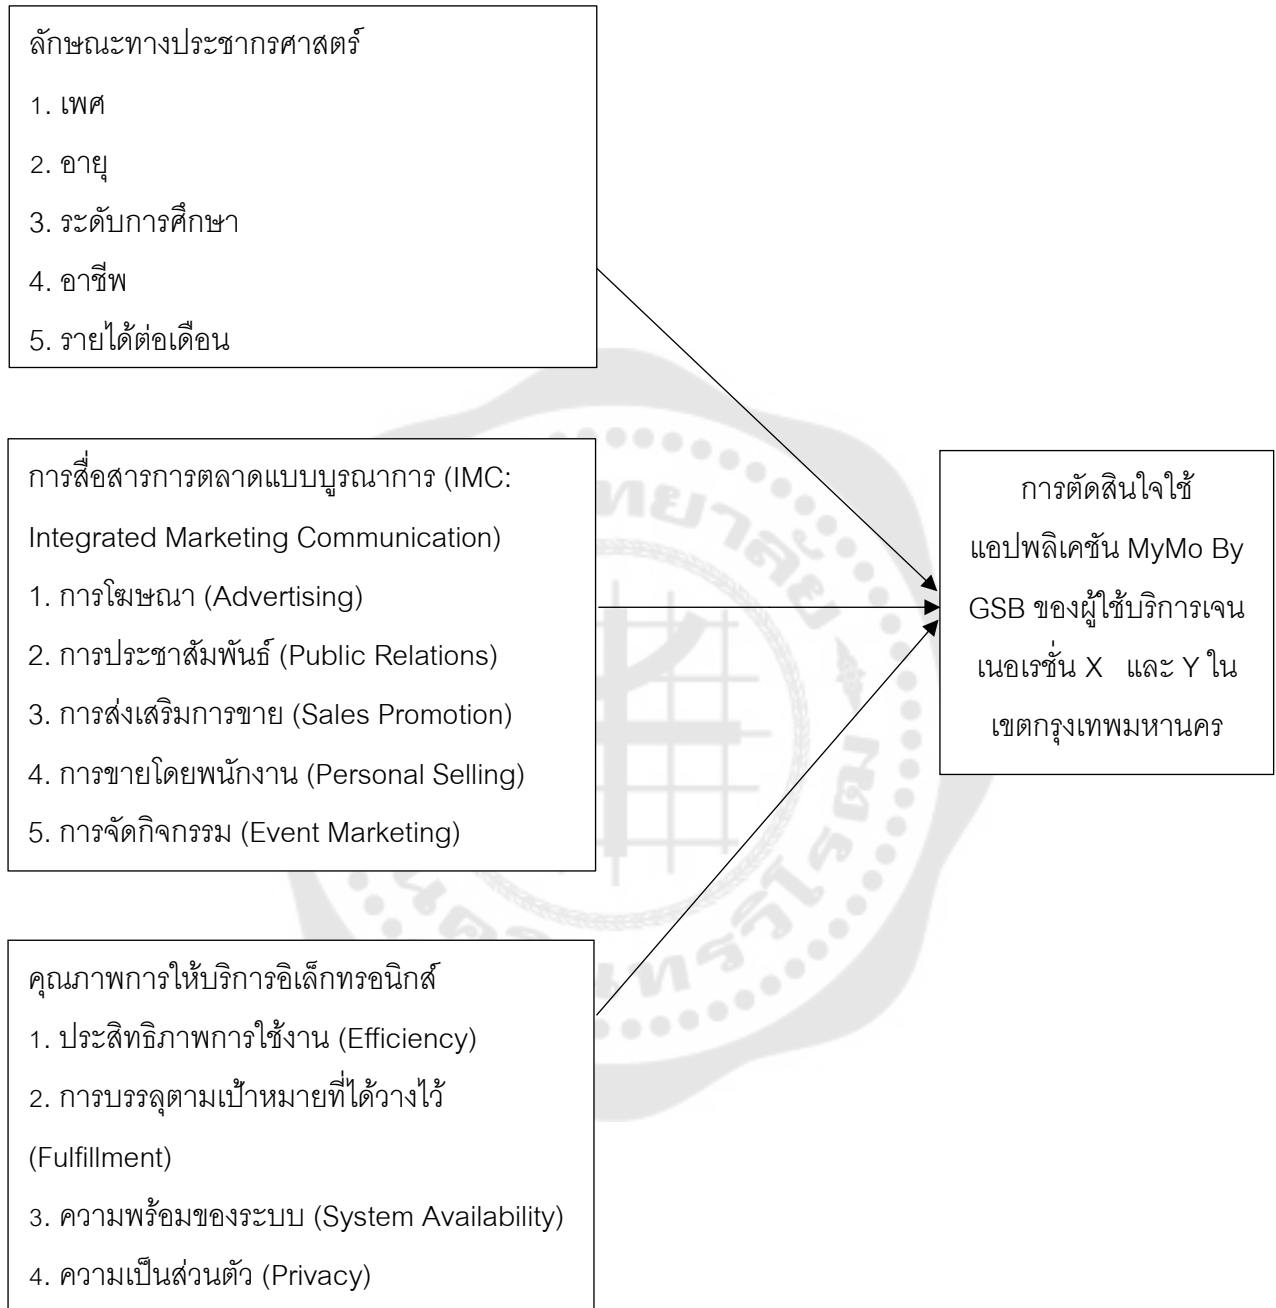 ลักษณะทางประชากรศาสตร์
1. เพศ
2. อายุ
3. ระดับการศึกษา
4. อาชีพ
5. รายได้ต่อเดือน
การสื่อสารการตลาดแบบบูรณาการ (IMC:
Integrated Marketing Communication)
1. การโฆษณา (Advertising)
2. การประชาสัมพันธ์ (Public Relations)
3. การส่งเสริมการขาย (Sales Promotion)
4. การขายโดยพนักงาน (Personal Selling)
5. การจัดกิจกรรม (Event Marketing)
คุณภาพการให้บริการอิเล็กทรอนิกส์
1. ประสิทธิภาพการใช้งาน (Efficiency)
2. การบรรลุตามเป้าหมายที่ได้วางไว้
(Fulfillment)
3. ความพร้อมของระบบ (System Availability)
4. ความเป็นส่วนตัว (Privacy)
การตัดสินใจใช้
แอปพลิเคชัน MyMo By
GSB ของผู้ใช้บริการเจน
เนอเรชั่น X และ Y ใน
เขตกรุงเทพมหานคร